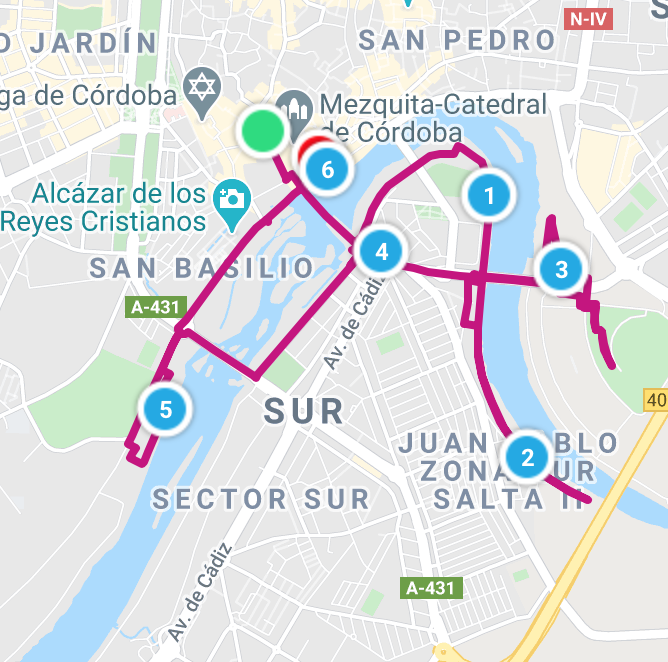 N-IV
S
D JARDÍN
SAN PEDRO
ga de Córdoba
Mezquita-Catedral
de Córdoba
6
1
Alcázar de los
Reyes Cristianos
4
SAN BASILIO
3
A-431
Av. de Cádiz
40
5
SUR
JUAN
BLO
2
ZONA
UR
SECTOR SUR
SALTA II
Av. de Cádiz
A-431